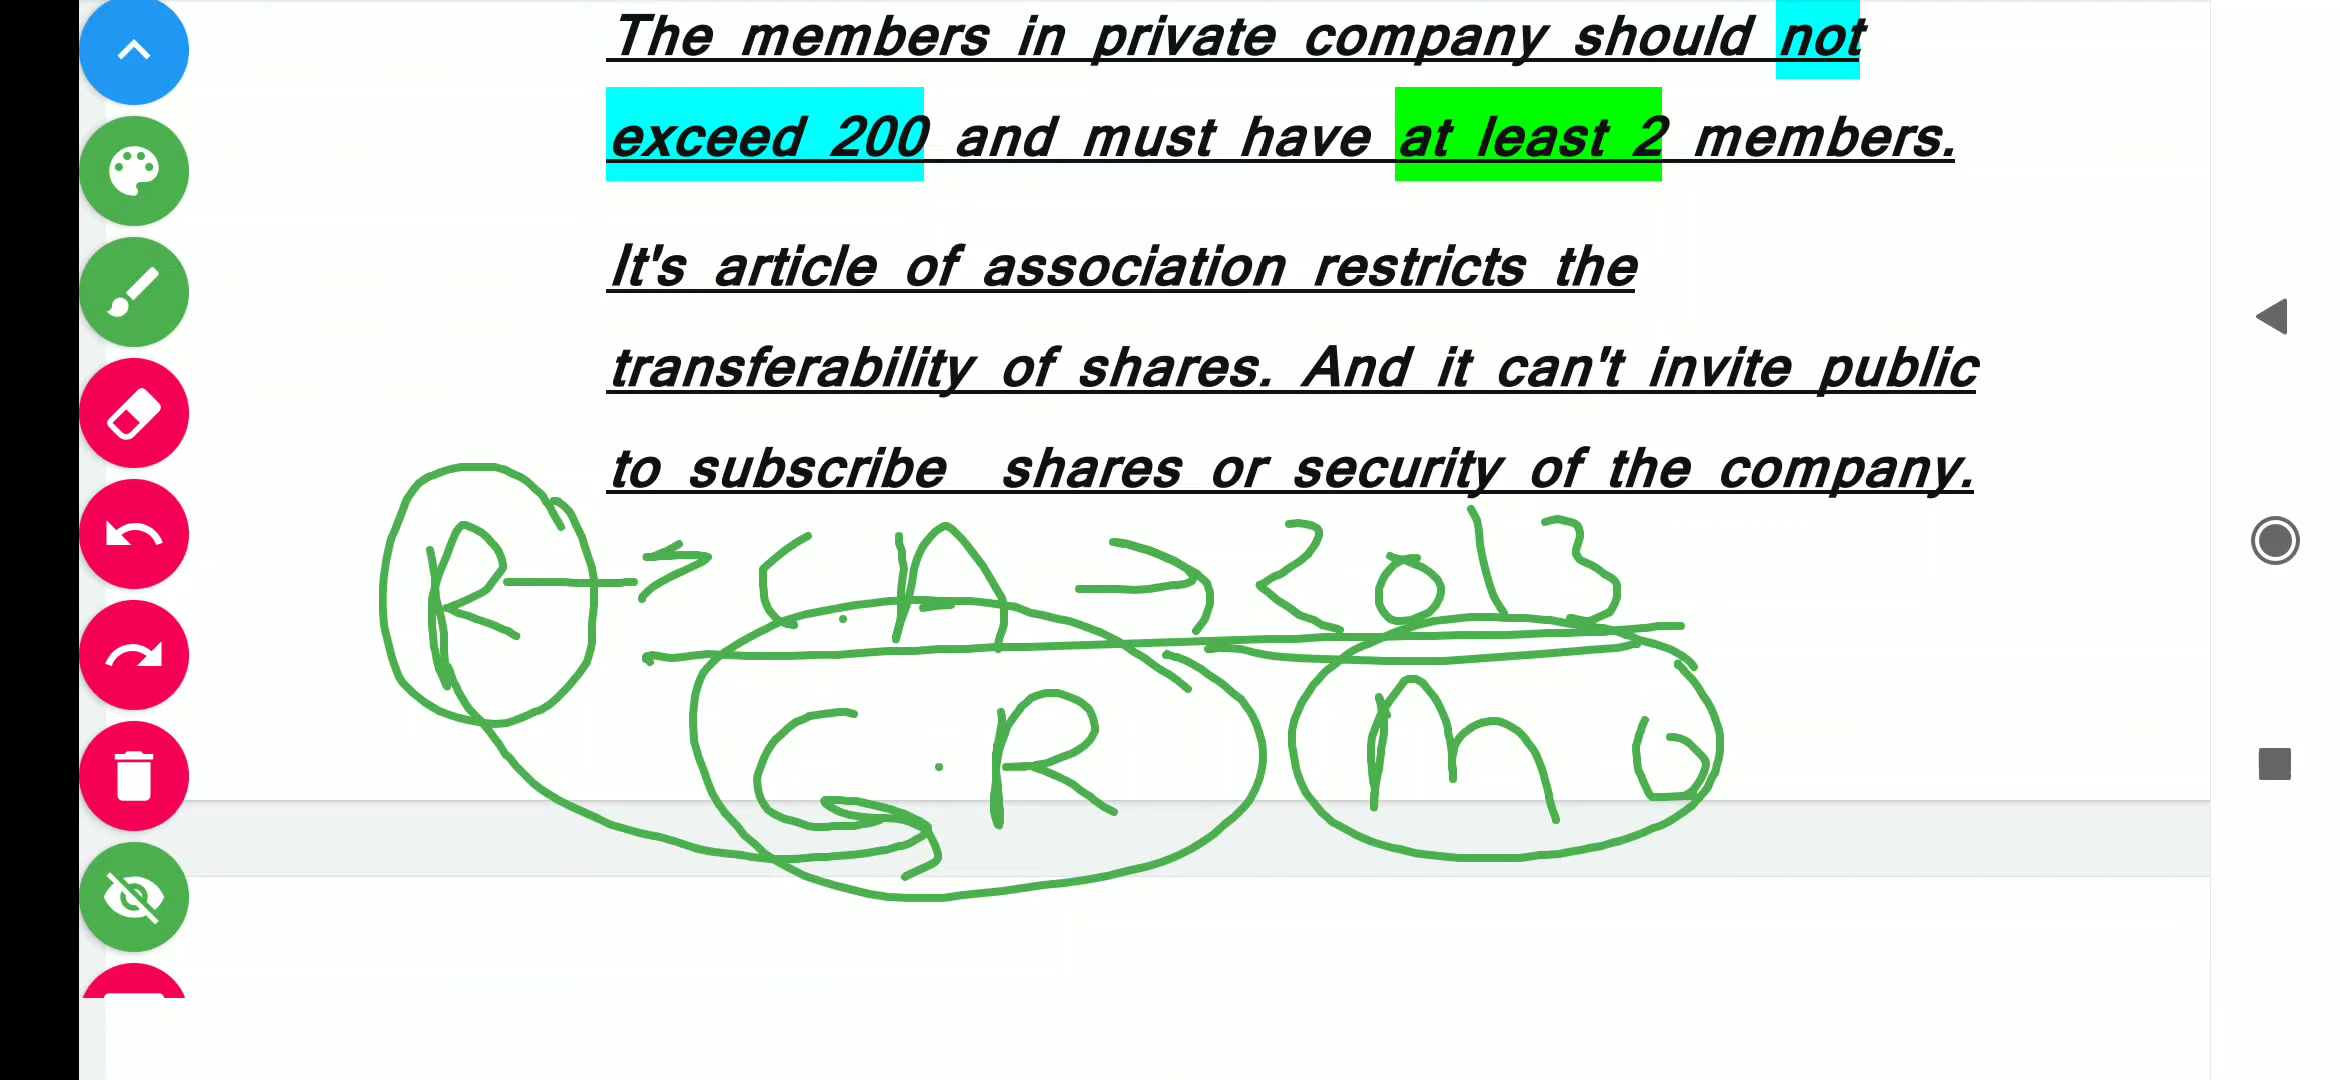 The members in private company should not
exceed 200 and must have at least 2 members.
It's article of association restricts the
transferability of shares. And it can't invite public
to subscribe shares or security of the company.
R → C.A → 2013
C.R